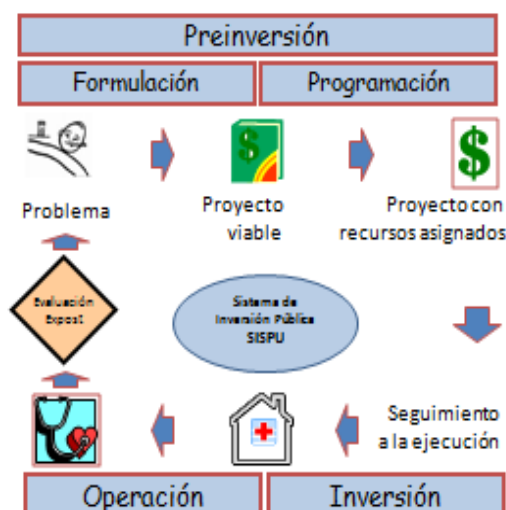 Preinversión
Formulación
Programación
Problema
Proyecto
viable
Proyecto con
recursos asignados
Evaluación
Expost
Sistema de
Inversión Pública
SISPU
Seguimiento
a la ejecución
Operación
Inversión